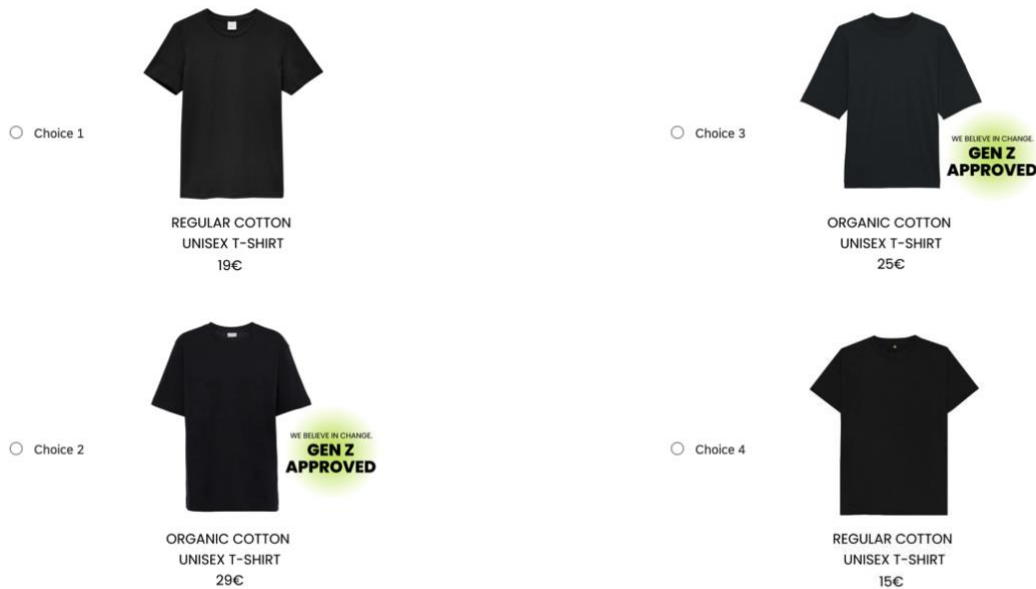 Choice 1
REGULAR COTTON
UNISEX T-SHIRT
19€
Choice 3
WE BELIEVE IN CHANGE.
GEN Z
APPROVED
ORGANIC COTTON
UNISEX T-SHIRT
25€
Choice 2
WE BELIEVE IN CHANGE.
GEN Z
APPROVED
ORGANIC COTTON
UNISEX T-SHIRT
29€
Choice 4
REGULAR COTTON
UNISEX T-SHIRT
15€